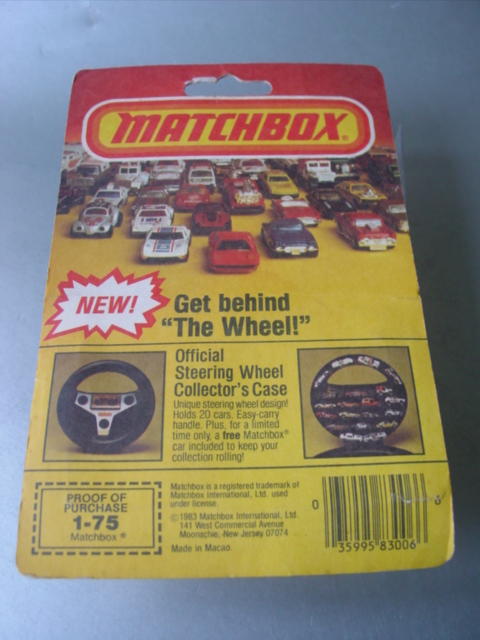 MATCHBOX®
NEW!
Get behind
"The Wheel!"
Official
Steering Wheel
Collector's Case
Unique steering wheel design!
Holds 20 cars. Easy-carry
handle. Plus, for a limited
time only, a free Matchbox®
car included to keep your
collection rolling!
PROOF OF
PURCHASE
1-75
Matchbox®
Matchbox is a registered trademark of
Matchbox International, Ltd. used
under license.
©1983 Matchbox International, Ltd.
141 West Commercial Avenue
Moonachie, New Jersey 07074
Made in Macao.
0
35995 83006